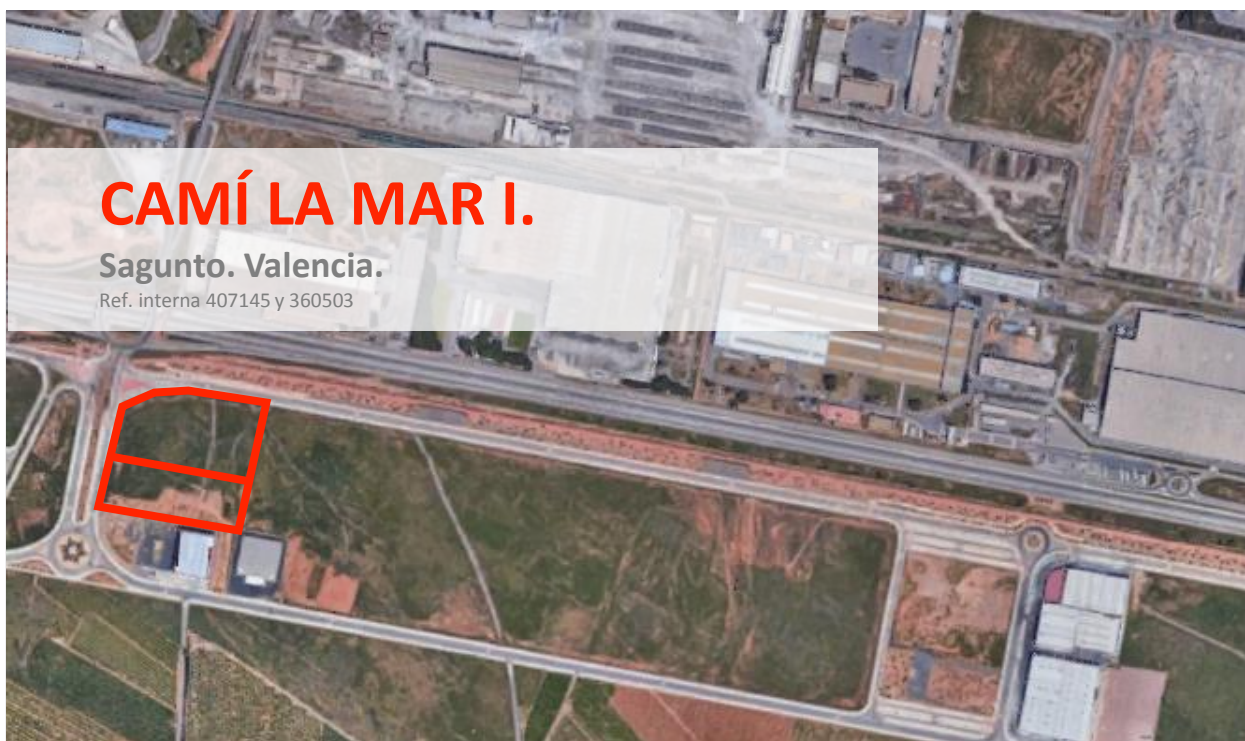 CAMÍ LA MAR I.
Sagunto. Valencia.
Ref. interna 407145 y 360503